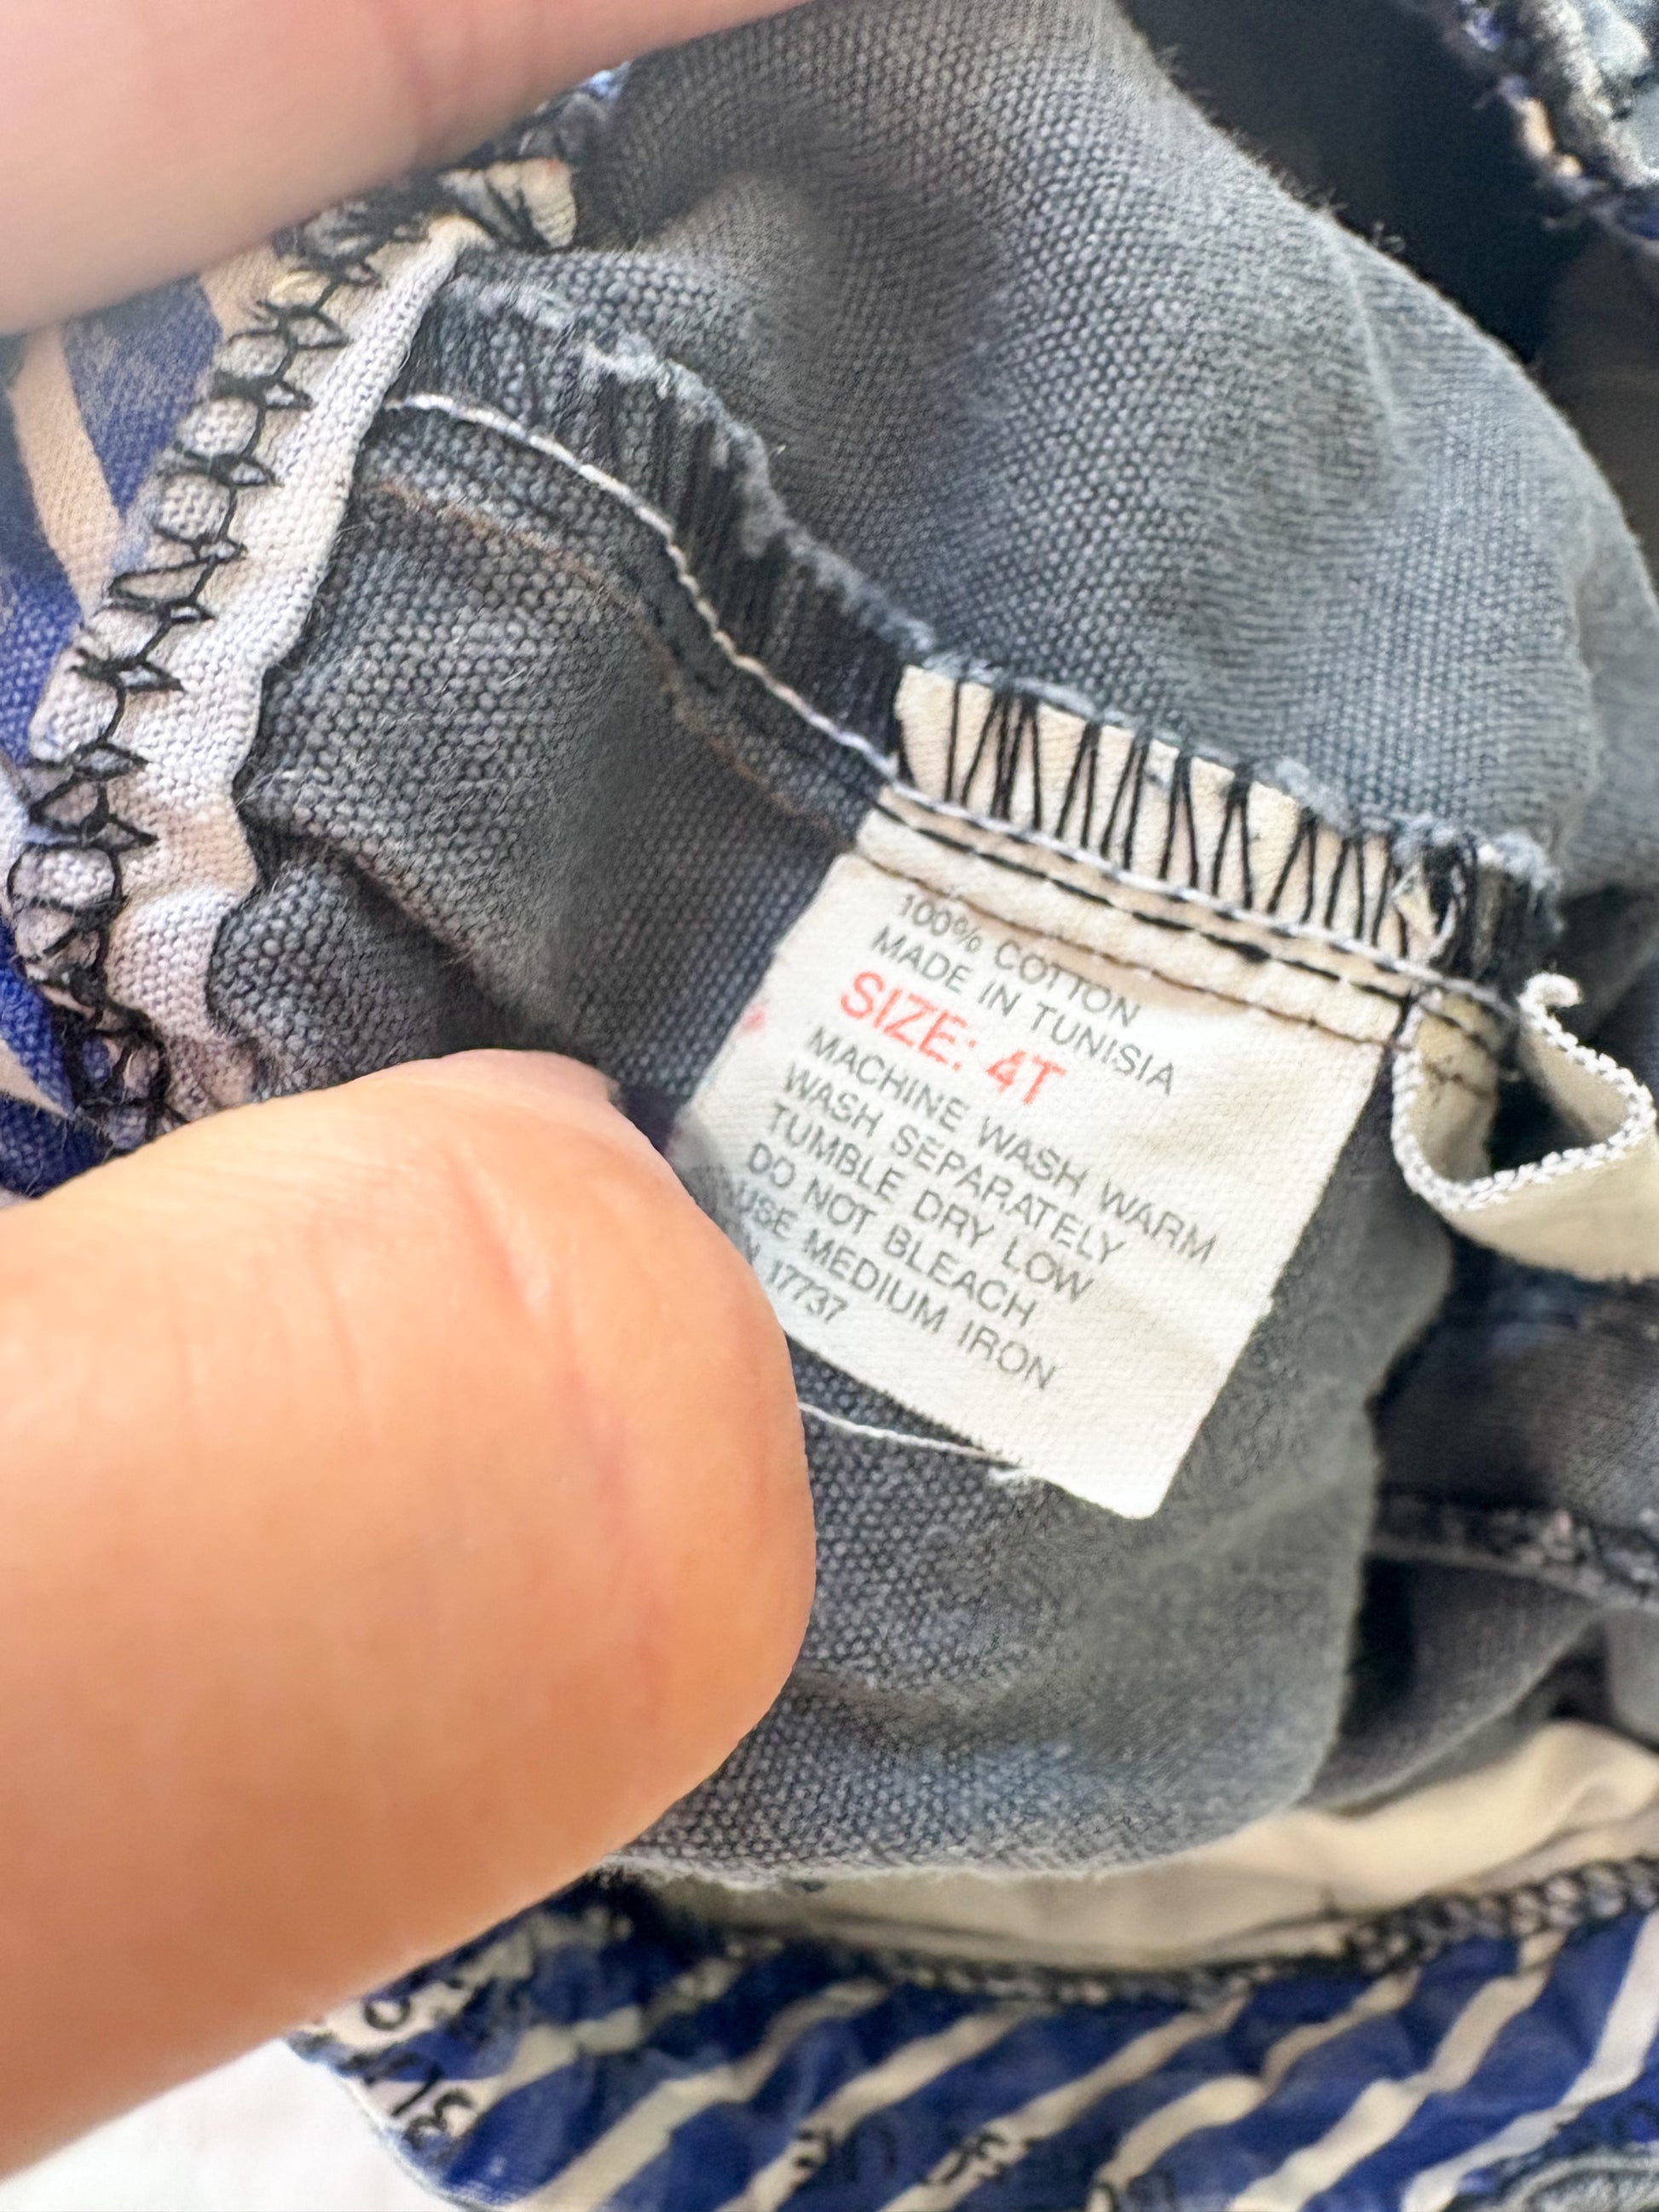 100% COTTON
MADE IN TUNISIA
SIZE: 4T
MACHINE WASH WARM
WASH SEPARATELY
TUMBLE DRY LOW
DO NOT BLEACH
USE MEDIUM IRON
17737